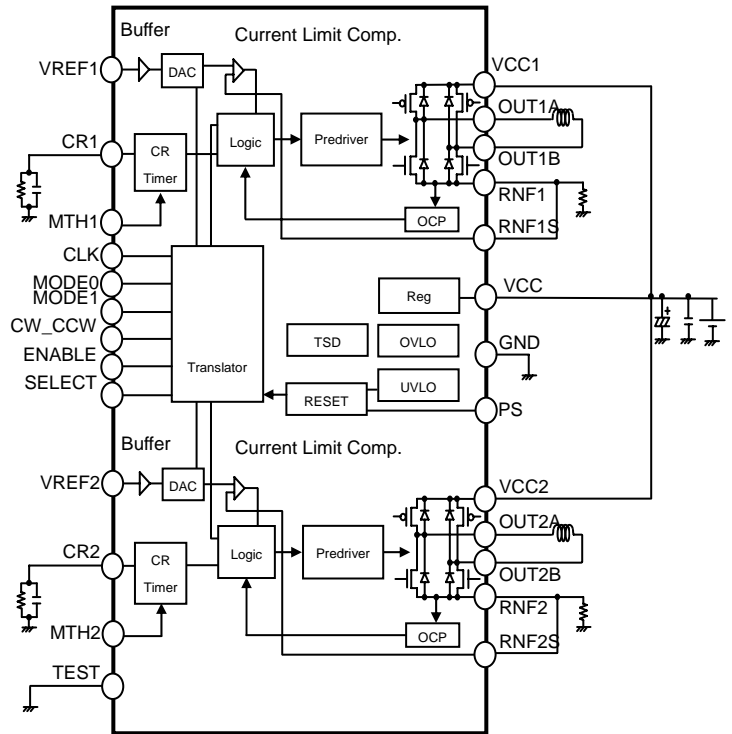 Buffer
Current Limit Comp.
VREF1
DAC
VCC1
OUT1A
CR1
CR
Timer
Logic
Predriver
OUT1B
RNF1
MTH1
OCP
RNF1S
CLK
MODE0
MODE1
CW_CCW
ENABLE
SELECT
Translator
Reg
VCC
TSD
OVLO
GND
UVLO
RESET
PS
Buffer
Current Limit Comp.
VREF2
DAC
VCC2
OUT2A
CR2
CR
Timer
Logic
Predriver
OUT2B
RNF2
MTH2
OCP
RNF2S
TEST
+